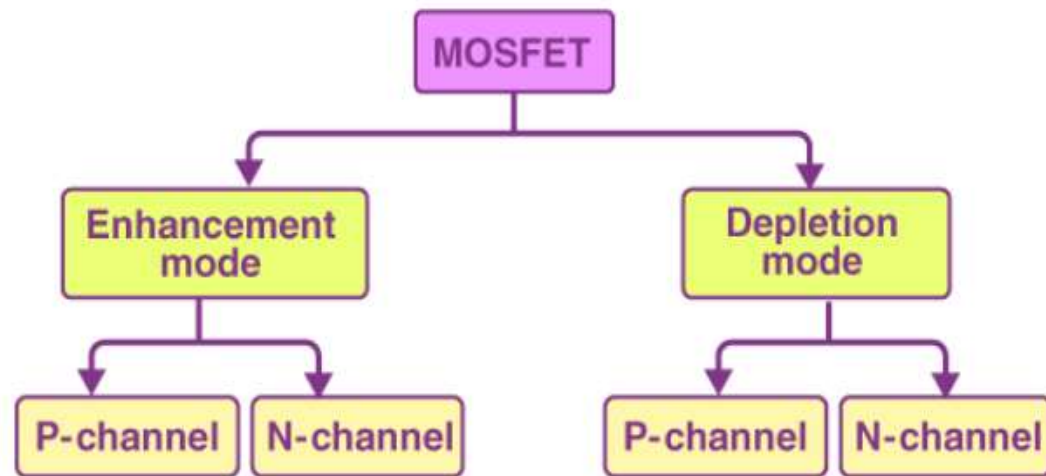 MOSFET
Enhancement
mode
Depletion
mode
P-channel
N-channel
P-channel
N-channel